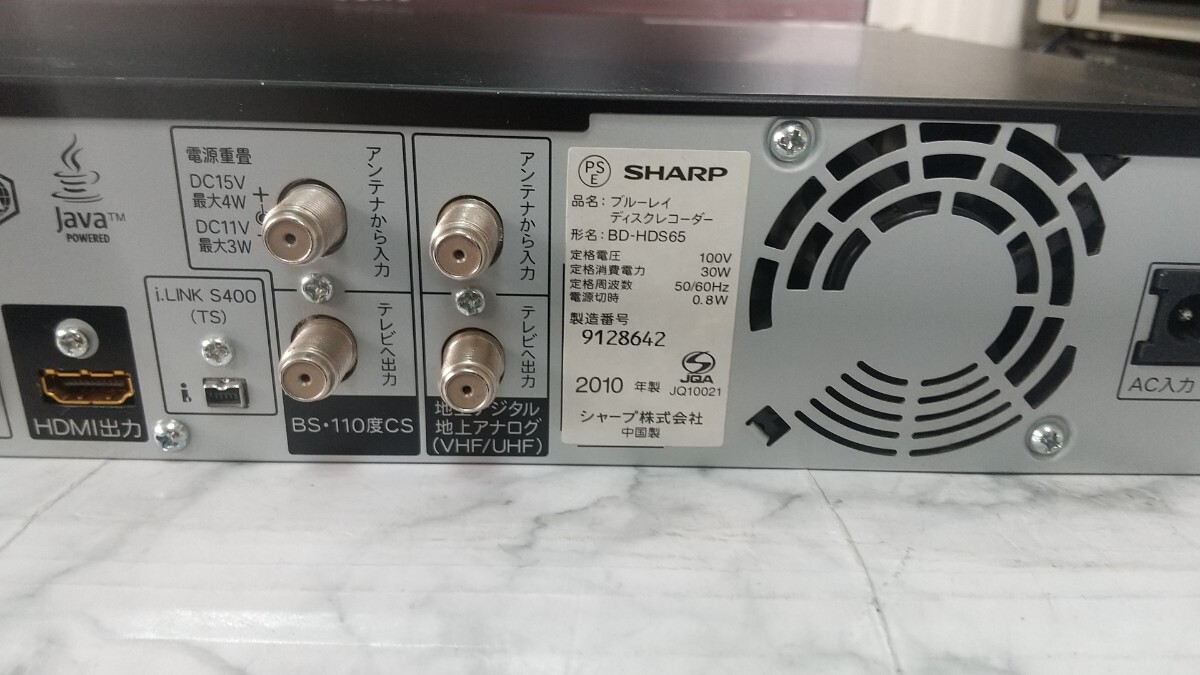 Java™
POWERED
電源重畳
DC15V
最大4W
DC11V
最大3W
アンテナから入力
テレビへ出力
アンテナから入力
テレビへ出力
i.LINK S400
(TS)
i
HDMI出力
BS・110度CS
地上デジタル
地上アナログ
(VHF/UHF)
PSE
SHARP
品名: ブルーレイ
ディスクレコーダー
形名: BD-HDS65
定格電圧 100V
定格消費電力 30W
定格周波数 50/60Hz
電源切時 0.8W
製造番号
9128642
2010 年製
JQA
JQ10021
シャープ株式会社
中国製
AC入力